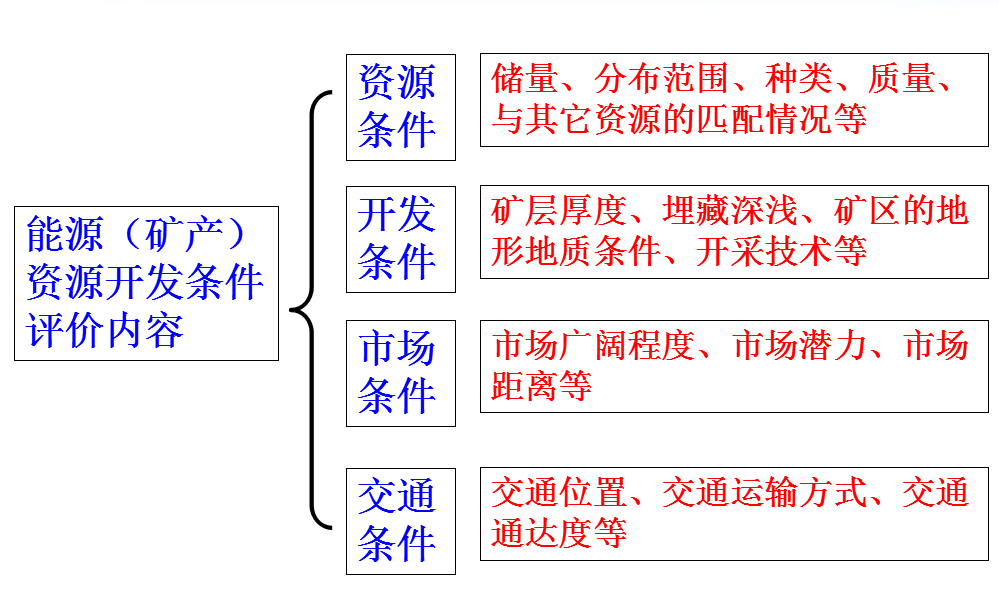 能源（矿产）
资源开发条件
评价内容
资源
条件
储量、分布范围、种类、质量、
与其它资源的匹配情况等
开发
条件
矿层厚度、埋藏深浅、矿区的地
形地质条件、开采技术等
市场
条件
市场广阔程度、市场潜力、市场
距离等
交通
条件
交通位置、交通运输方式、交通
通达度等